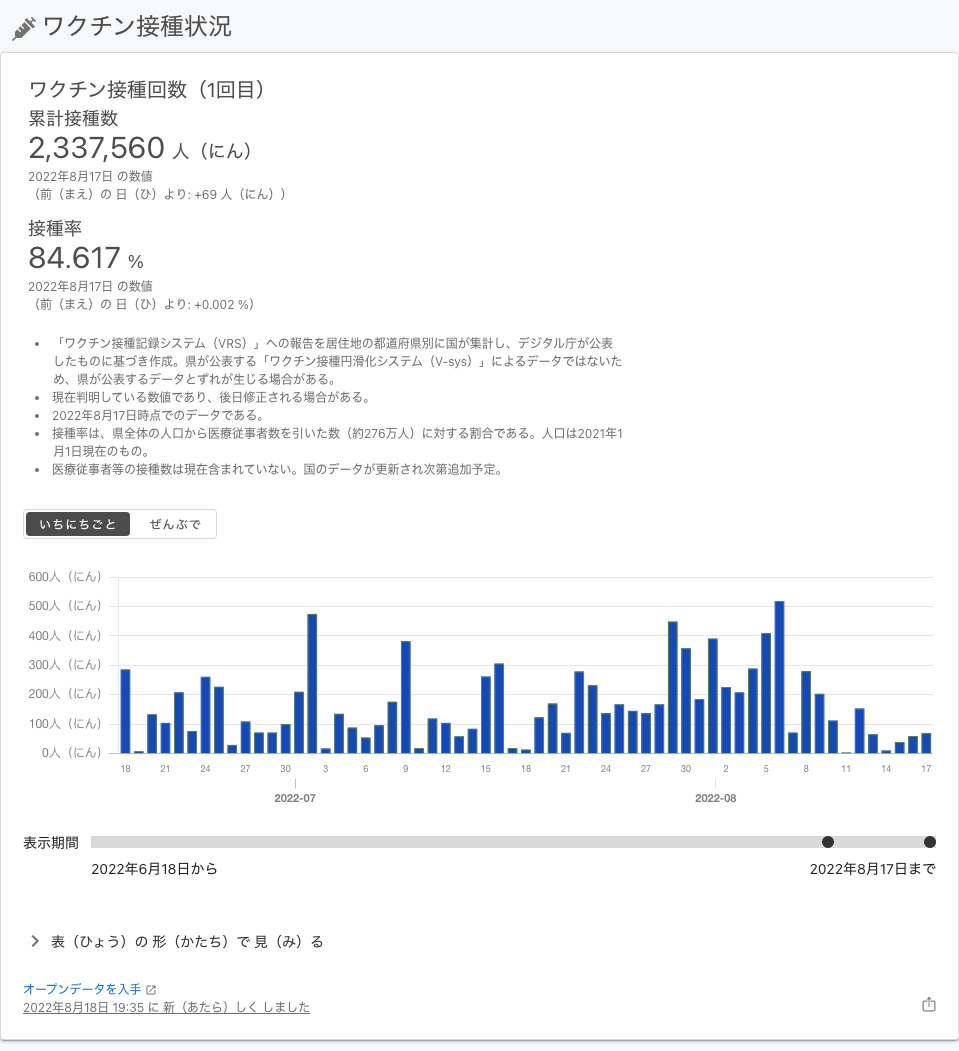 ワクチン接種状況
ワクチン接種回数（1回目）
累計接種数
2,337,560 人（にん）
2022年8月17日 の数値
（前（まえ）の 日（ひ）より: +69 人（にん））
接種率
84.617 %
2022年8月17日 の数値
（前（まえ）の 日（ひ）より: +0.002 %）
• 「ワクチン接種記録システム（VRS）」への報告を居住地の都道府県別に国が集計し、デジタル庁が公表
したものに基づき作成。県が公表する「ワクチン接種円滑化システム（V-sys）」によるデータではないた
め、県が公表するデータとずれが生じる場合がある。
• 現在判明している数値であり、後日修正される場合がある。
• 2022年8月17日時点でのデータである。
• 接種率は、県全体の人口から医療従事者数を引いた数（約276万人）に対する割合である。人口は2021年1
月1日現在のもの。
• 医療従事者等の接種数は現在含まれていない。国のデータが更新され次第追加予定。
いちにちごと ぜんぶで
600人（にん）
500人（にん）
400人（にん）
300人（にん）
200人（にん）
100人（にん）
0人（にん）
18 21 24 27 30 3 6 9 12 15 18 21 24 27 30 2 5 8 11 14 17
2022-07 2022-08
表示期間
2022年6月18日から 2022年8月17日まで
表（ひょう）の 形（かたち）で 見（み）る
オープンデータを入手
2022年8月18日 19:35 に 新（あたら）しく しました